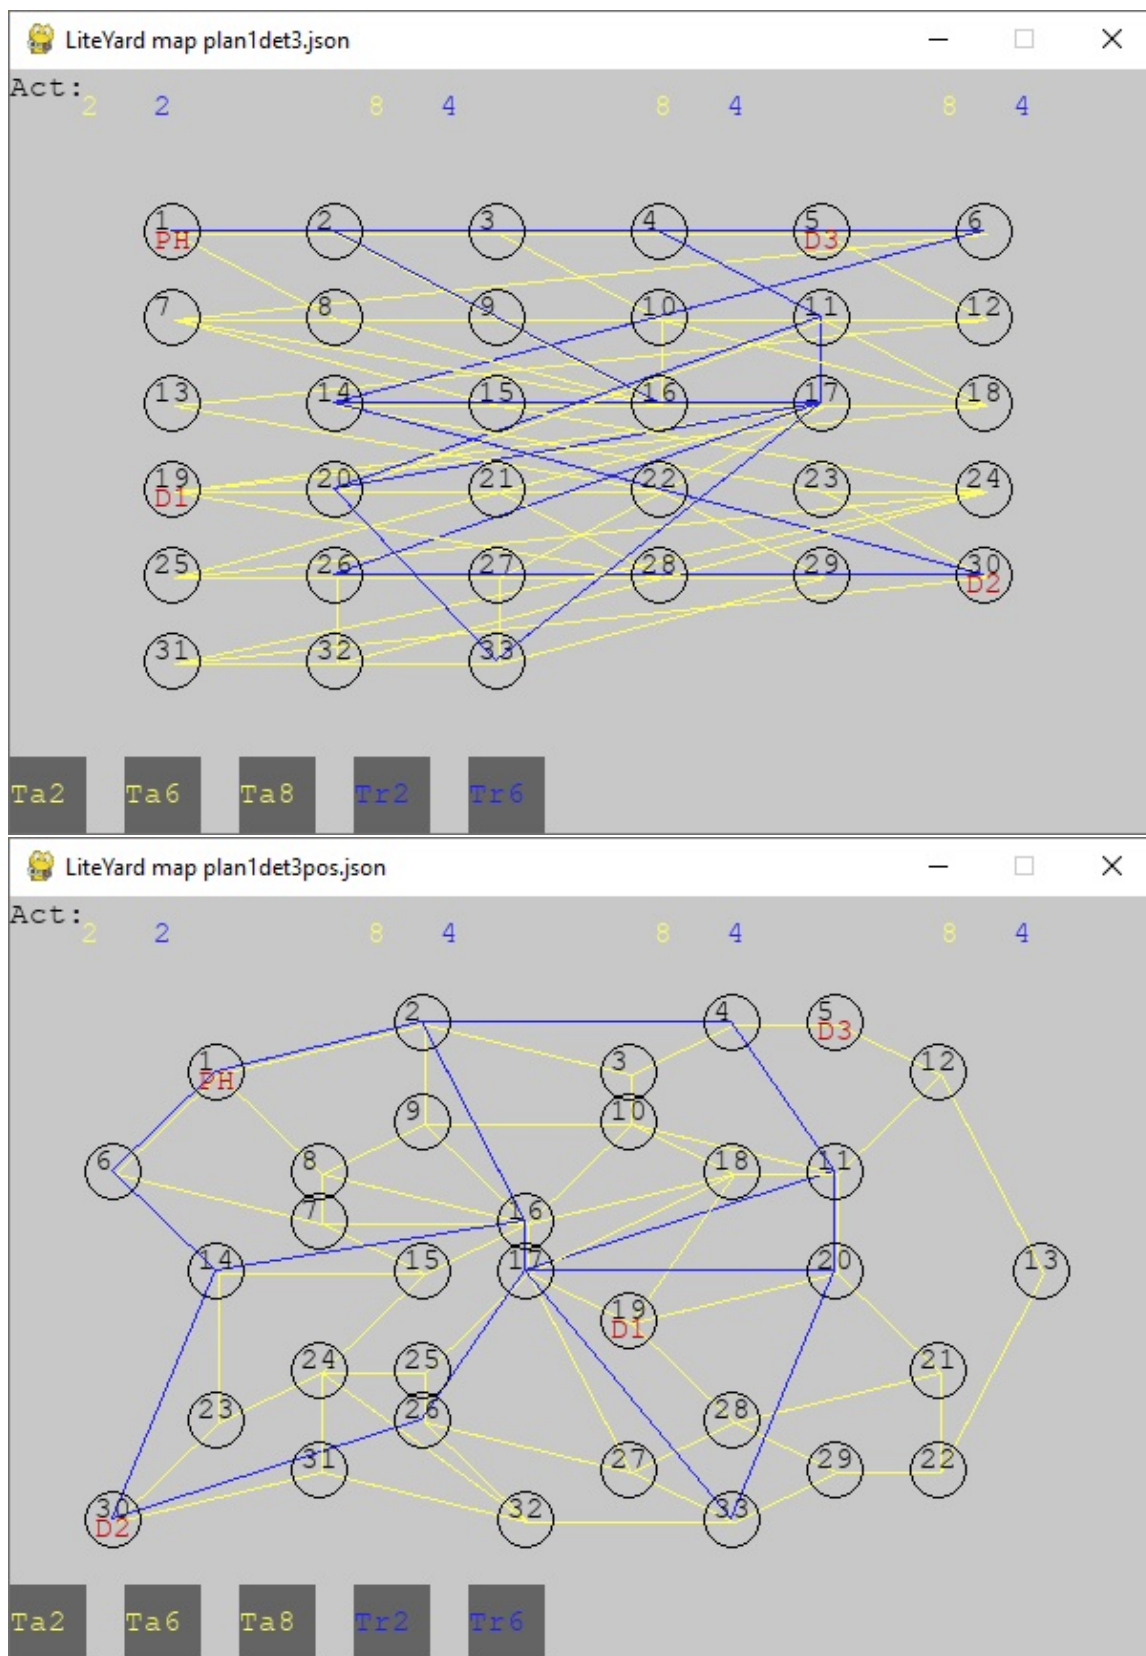 LiteYard map plan1det3.json
Act:
2 2 8 4 8 4 8 4
1 2 3 4 5 6
PH D3
7 8 9 10 11 12
13 14 15 16 17 18
19 20 21 22 23 24
D1
25 26 27 28 29 30
D2
31 32 33
Ta2 Ta6 Ta8 Tr2 Tr6
LiteYard map plan1det3pos.json
Act:
2 2 8 4 8 4 8 4
2 4 5
D3
1 3 12
PH
9 10
6 8 18 11
7 16
14 15 17 20 13
19
D1
24 25 21
23 26 28
31 27 29 22
30 32 33
D2
Ta2 Ta6 Ta8 Tr2 Tr6